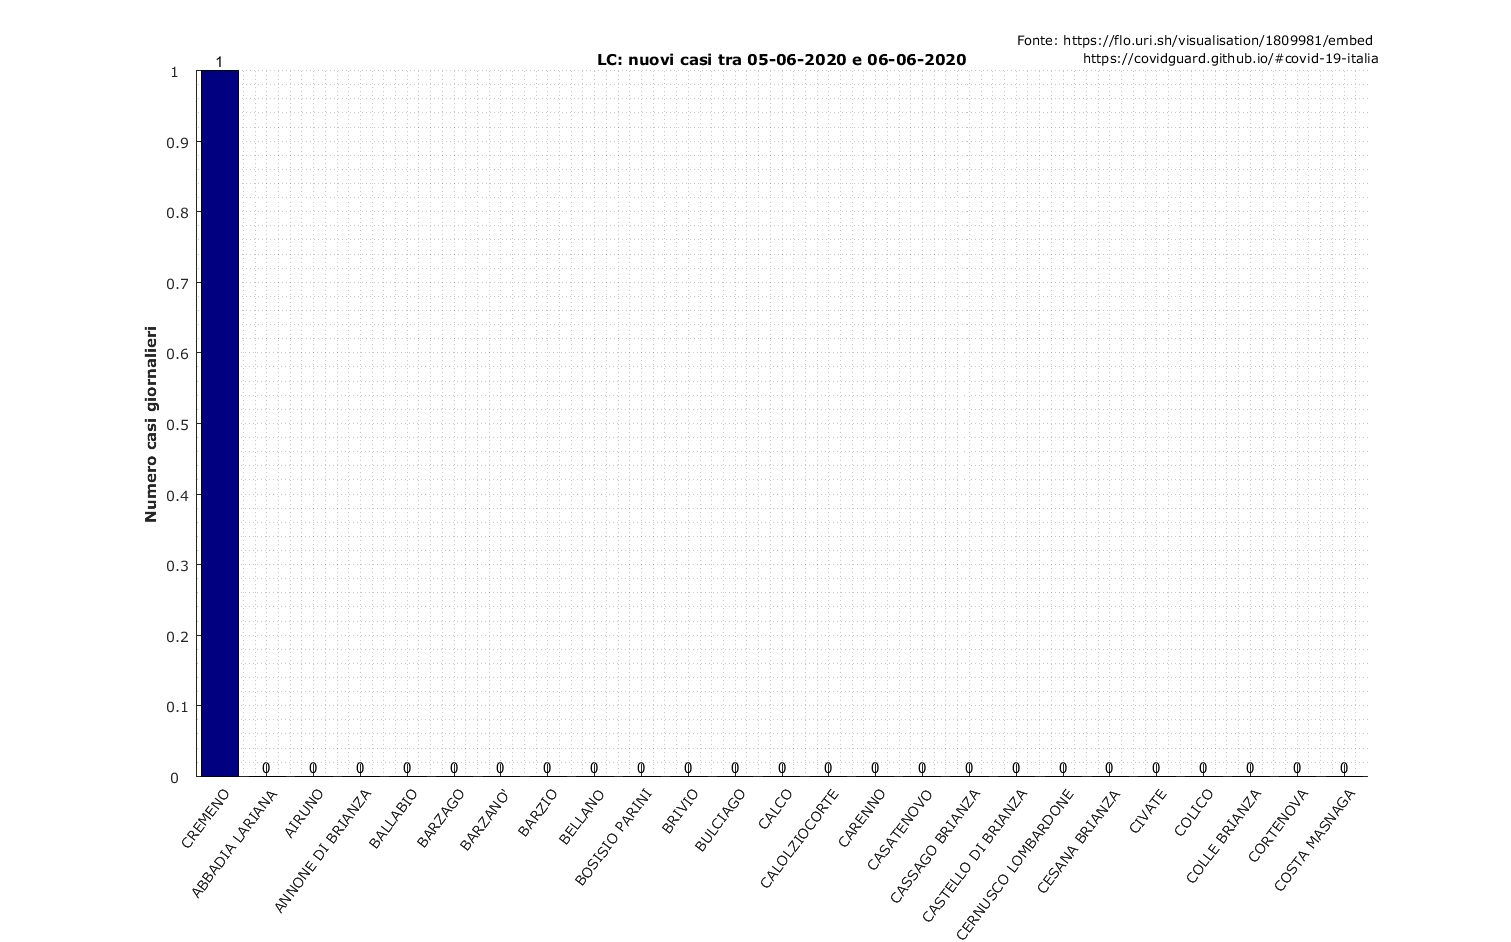 Fonte: https://flo.uri.sh/visualisation/1809981/embed
https://covidguard.github.io/#covid-19-italia
LC: nuovi casi tra 05-06-2020 e 06-06-2020
Numero casi giornalieri
1
0.9
0.8
0.7
0.6
0.5
0.4
0.3
0.2
0.1
0
1
0 0 0 0 0 0 0 0 0 0 0 0 0 0 0 0 0 0 0 0 0 0 0 0
CREMENO
ABBADIA LARIANA
AIRUNO
ANNONE DI BRIANZA
BALLABIO
BARZAGO
BARZANO'
BARZIO
BELLANO
BOSISIO PARINI
BRIVIO
BULCIAGO
CALCO
CALOLZIOCORTE
CARENNO
CASATENOVO
CASSAGO BRIANZA
CASTELLO DI BRIANZA
CERNUSCO LOMBARDONE
CESANA BRIANZA
CIVATE
COLICO
COLLE BRIANZA
CORTENOVA
COSTA MASNAGA